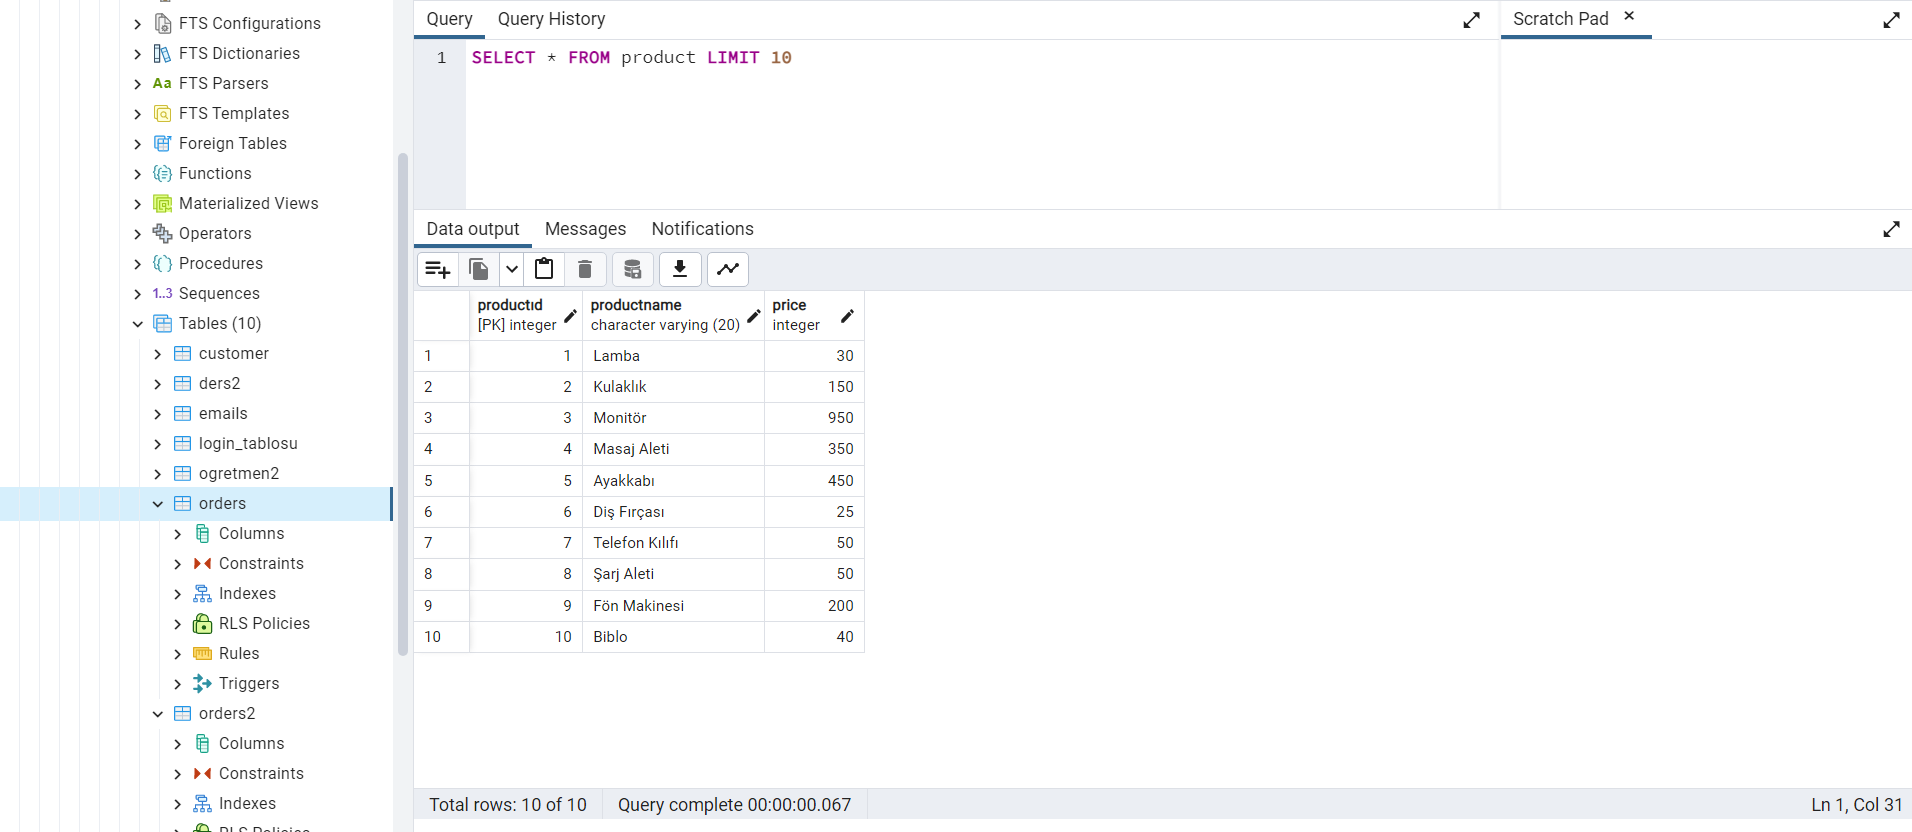 FTS Configurations
FTS Dictionaries
Aa FTS Parsers
FTS Templates
Foreign Tables
Functions
Materialized Views
Operators
Procedures
1..3 Sequences
Tables (10)
customer
ders2
emails
login_tablosu
ogretmen2
orders
Columns
Constraints
Indexes
RLS Policies
Rules
Triggers
orders2
Columns
Constraints
Indexes
RLS Policies
Query Query History
Scratch Pad ×
1 SELECT * FROM product LIMIT 10
Data output Messages Notifications
productıd productname price
[PK] integer character varying (20) integer
1 1 Lamba 30
2 2 Kulaklık 150
3 3 Monitör 950
4 4 Masaj Aleti 350
5 5 Ayakkabı 450
6 6 Diş Fırçası 25
7 7 Telefon Kılıfı 50
8 8 Şarj Aleti 50
9 9 Fön Makinesi 200
10 10 Biblo 40
Total rows: 10 of 10 Query complete 00:00:00.067 Ln 1, Col 31